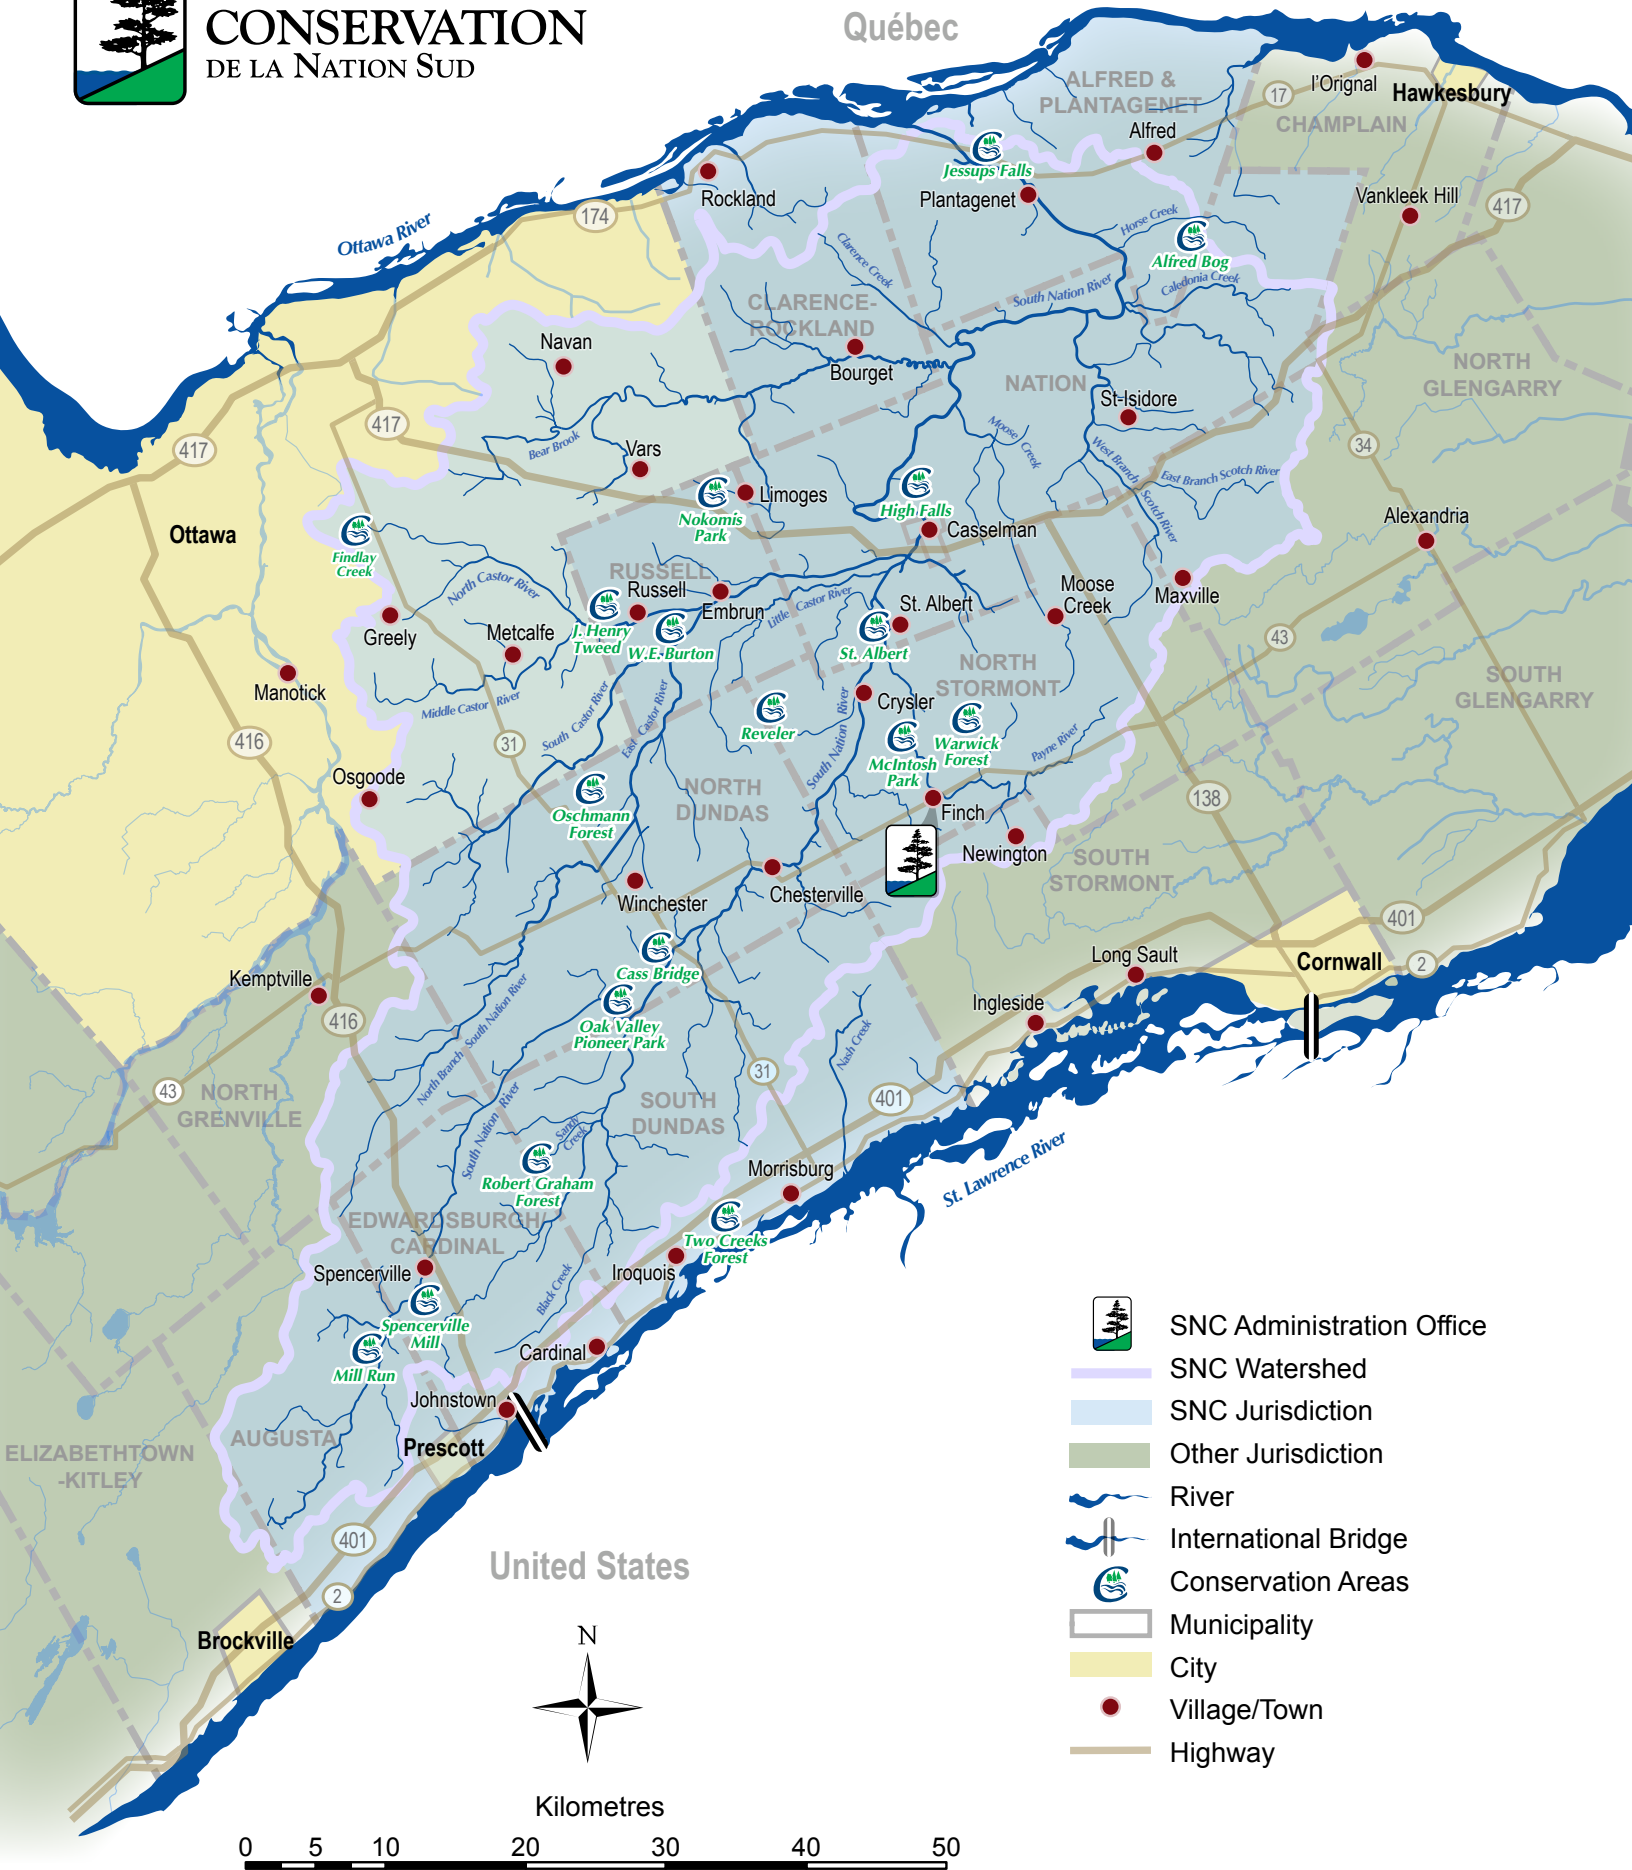 CONSERVATION
DE LA NATION SUD
Québec
ALFRED &
PLANTAGENET
l'Orignal
Hawkesbury
17
CHAMPLAIN
Alfred
Jessups Falls
Plantagenet
Rockland
Vankleek Hill
417
174
Ottawa River
Horse Creek
Clarence Creek
Alfred Bog
Caledonia Creek
South Nation River
CLARENCE-
ROCKLAND
Navan
Bourget
NATION
NORTH
GLENGARRY
St-Isidore
417
417
Bear Brook
Vars
Moose Creek
West Branch Scotch River
East Branch Scotch River
34
Limoges
Nokomis
Park
High Falls
Casselman
Alexandria
Ottawa
Findlay
Creek
RUSSELL
Russell
North Castor River
Embrun
Little Castor River
Moose
Creek
Maxville
Greely
Metcalfe
J. Henry
Tweed
W.E. Burton
St. Albert
St. Albert
43
Manotick
Middle Castor River
South Castor River
East Castor River
NORTH
STORMONT
SOUTH
GLENGARRY
Crysler
Reveler
South Nation River
McIntosh
Park
Warwick
Forest
Payne River
416
31
Osgoode
Oschmann
Forest
NORTH
DUNDAS
138
Finch
Newington
SOUTH
STORMONT
Winchester
Chesterville
401
Cass Bridge
Long Sault
Cornwall
2
Kemptville
Ingleside
416
North Branch South Nation River
Oak Valley
Pioneer Park
Nash Creek
43
NORTH
GRENVILLE
31
401
SOUTH
DUNDAS
South Nation River
Sandy
Creek
St. Lawrence River
Robert Graham
Forest
Morrisburg
EDWARDSBURGH/
CARDINAL
Two Creeks
Forest
Spencerville
Iroquois
Black Creek
Spencerville
Mill
Mill Run
Cardinal
Johnstown
AUGUSTA
Prescott
ELIZABETHTOWN
-KITLEY
401
United States
2
Brockville
SNC Administration Office
SNC Watershed
SNC Jurisdiction
Other Jurisdiction
River
International Bridge
Conservation Areas
Municipality
City
Village/Town
Highway
N
Kilometres
0 5 10 20 30 40 50